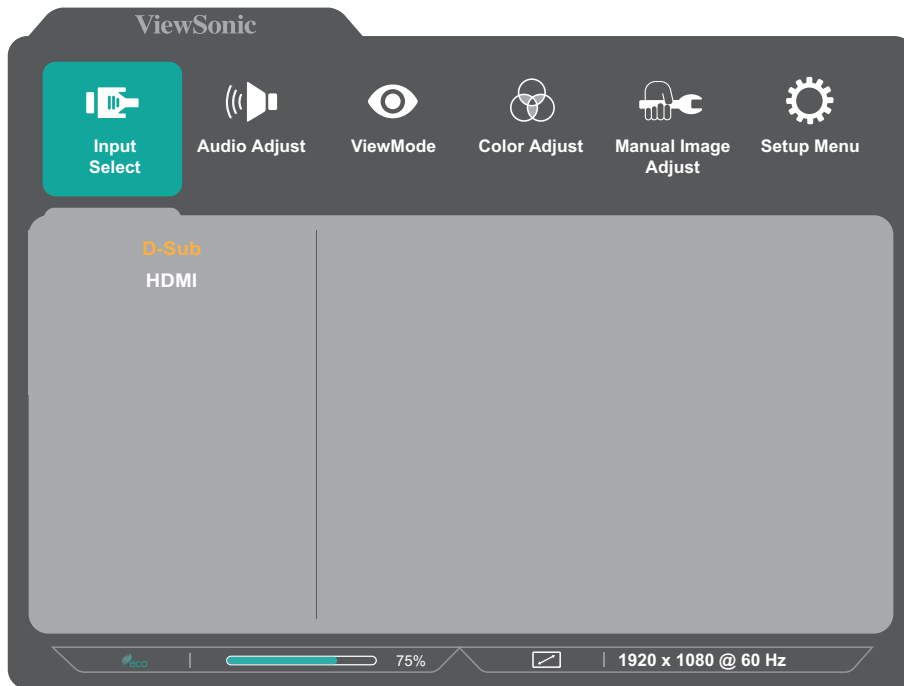 ViewSonic
Input
Select
Audio Adjust
ViewMode
Color Adjust
Manual Image
Adjust
Setup Menu
D-Sub
HDMI
eco
75%
1920 x 1080 @ 60 Hz